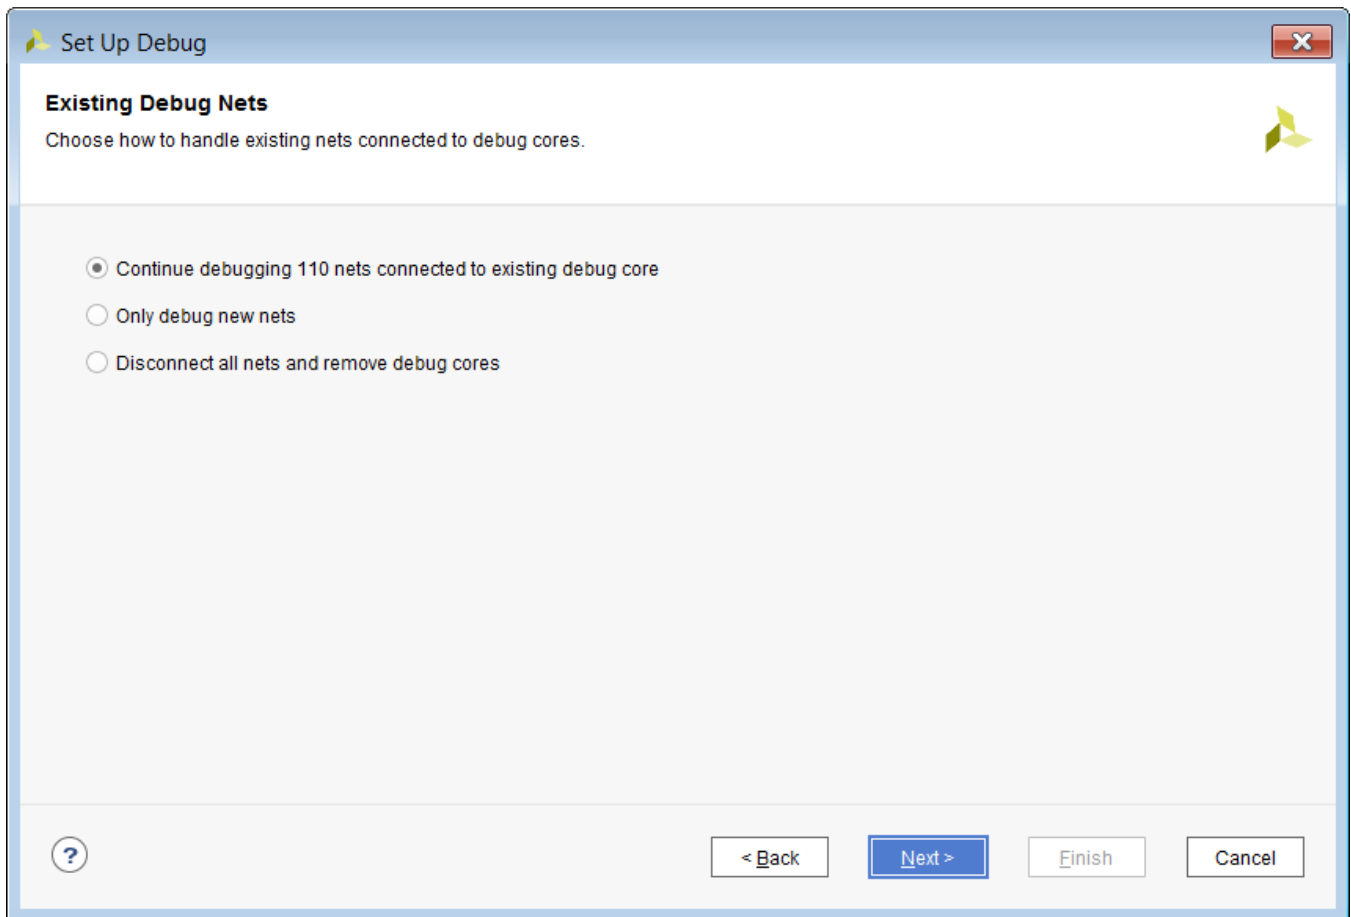 Set Up Debug
Existing Debug Nets
Choose how to handle existing nets connected to debug cores.
Continue debugging 110 nets connected to existing debug core
Only debug new nets
Disconnect all nets and remove debug cores
?
< Back
Next >
Finish
Cancel